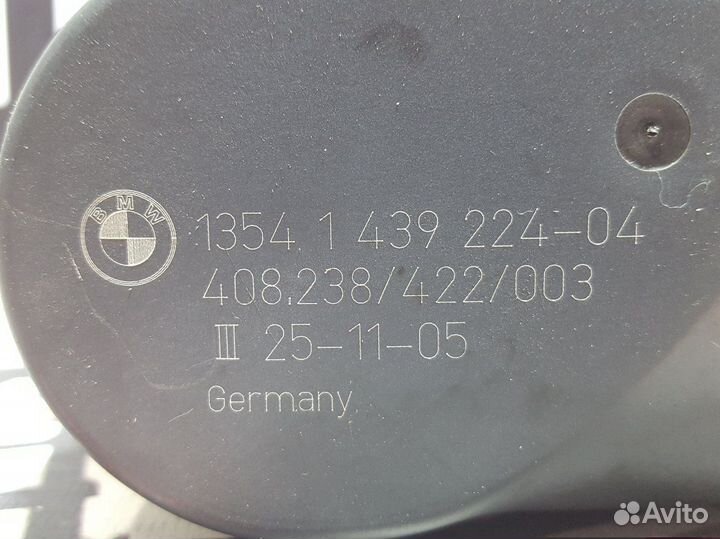 BMW
1354 1 439 224-04
408.238/422/003
III 25-11-05
Germany
Avito